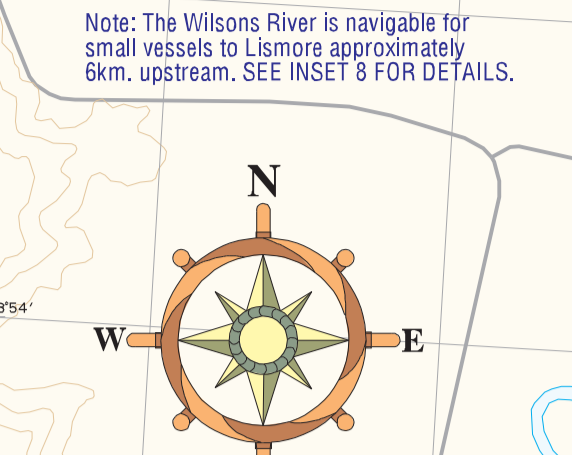 Note: The Wilsons River is navigable for
small vessels to Lismore approximately
6km. upstream. SEE INSET 8 FOR DETAILS.
N
W
E